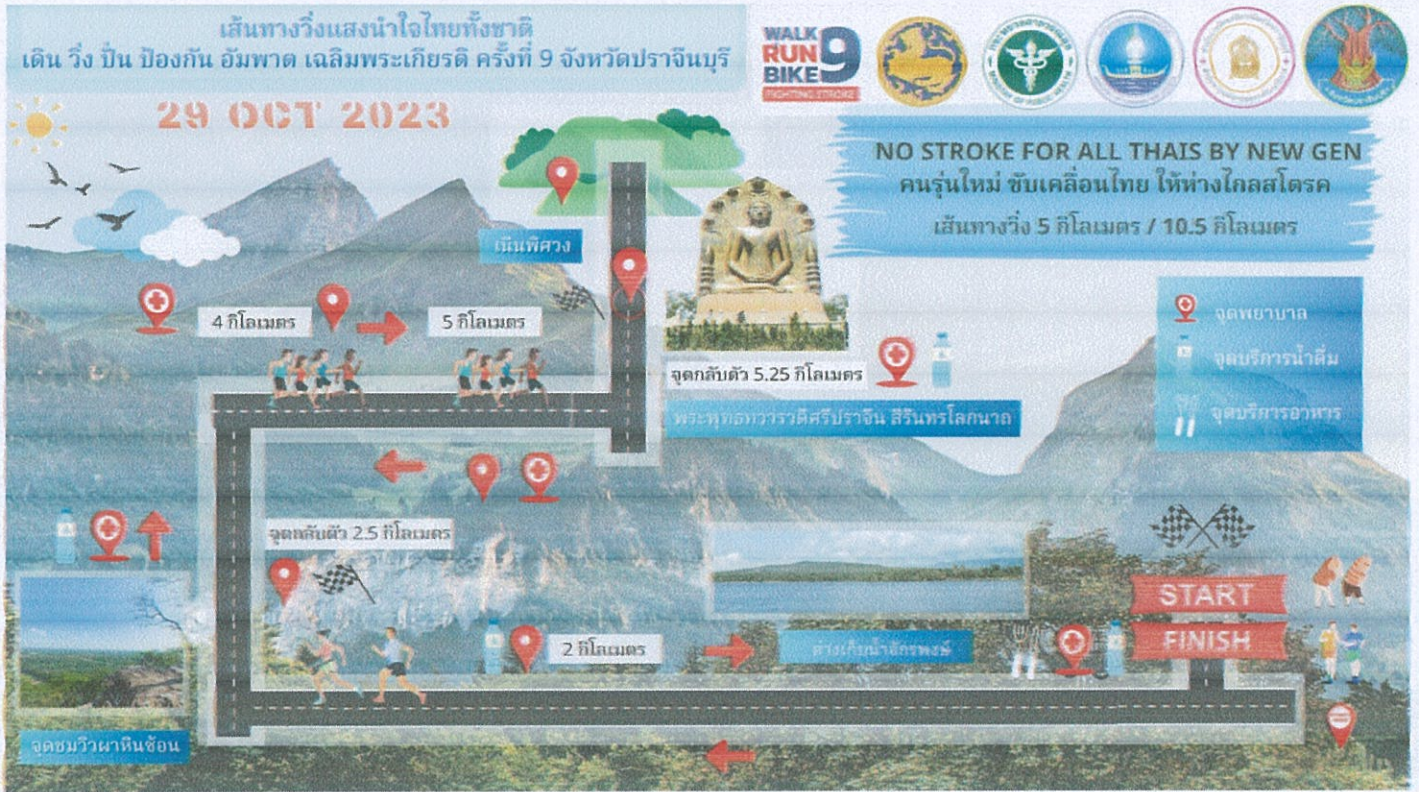 เส้นทางวิ่งแสงนำใจไทยทั้งชาติ
เดิน วิ่ง ปั่น ป้องกัน อัมพาต เฉลิมพระเกียรติ ครั้งที่ 9 จังหวัดปราจีนบุรี
WALK
RUN
BIKE
9
FIGHTING STROKE
29 OCT 2023
NO STROKE FOR ALL THAIS BY NEW GEN
คนรุ่นใหม่ ขับเคลื่อนไทย ให้ห่างไกลสโตรค
เส้นทางวิ่ง 5 กิโลเมตร / 10.5 กิโลเมตร
เนินพิศวง
4 กิโลเมตร
5 กิโลเมตร
จุดพยาบาล
จุดบริการน้ำดื่ม
จุดบริการอาหาร
จุดกลับตัว 5.25 กิโลเมตร
พระพุทธทวารวดีศรีปราจีน สิรินทรโลกนาถ
จุดกลับตัว 2.5 กิโลเมตร
START
FINISH
2 กิโลเมตร
อ่างเก็บน้ำจักรพงษ์
จุดชมวิวผาหินซ้อน